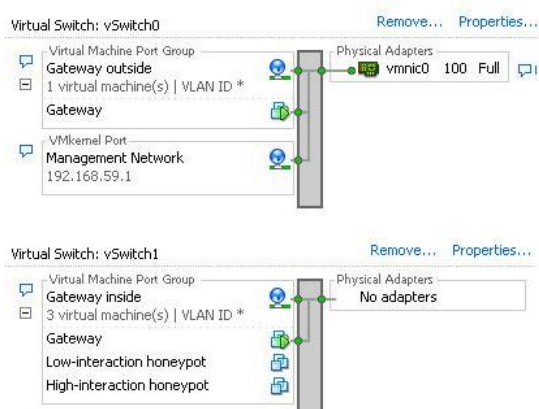 Virtual Switch: vSwitch0 Remove... Properties...
Virtual Machine Port Group Physical Adapters
Gateway outside vmnic0 100 Full
1 virtual machine(s) | VLAN ID *
Gateway
VMkernel Port
Management Network
192.168.59.1
Virtual Switch: vSwitch1 Remove... Properties...
Virtual Machine Port Group Physical Adapters
Gateway inside No adapters
3 virtual machine(s) | VLAN ID *
Gateway
Low-interaction honeypot
High-interaction honeypot